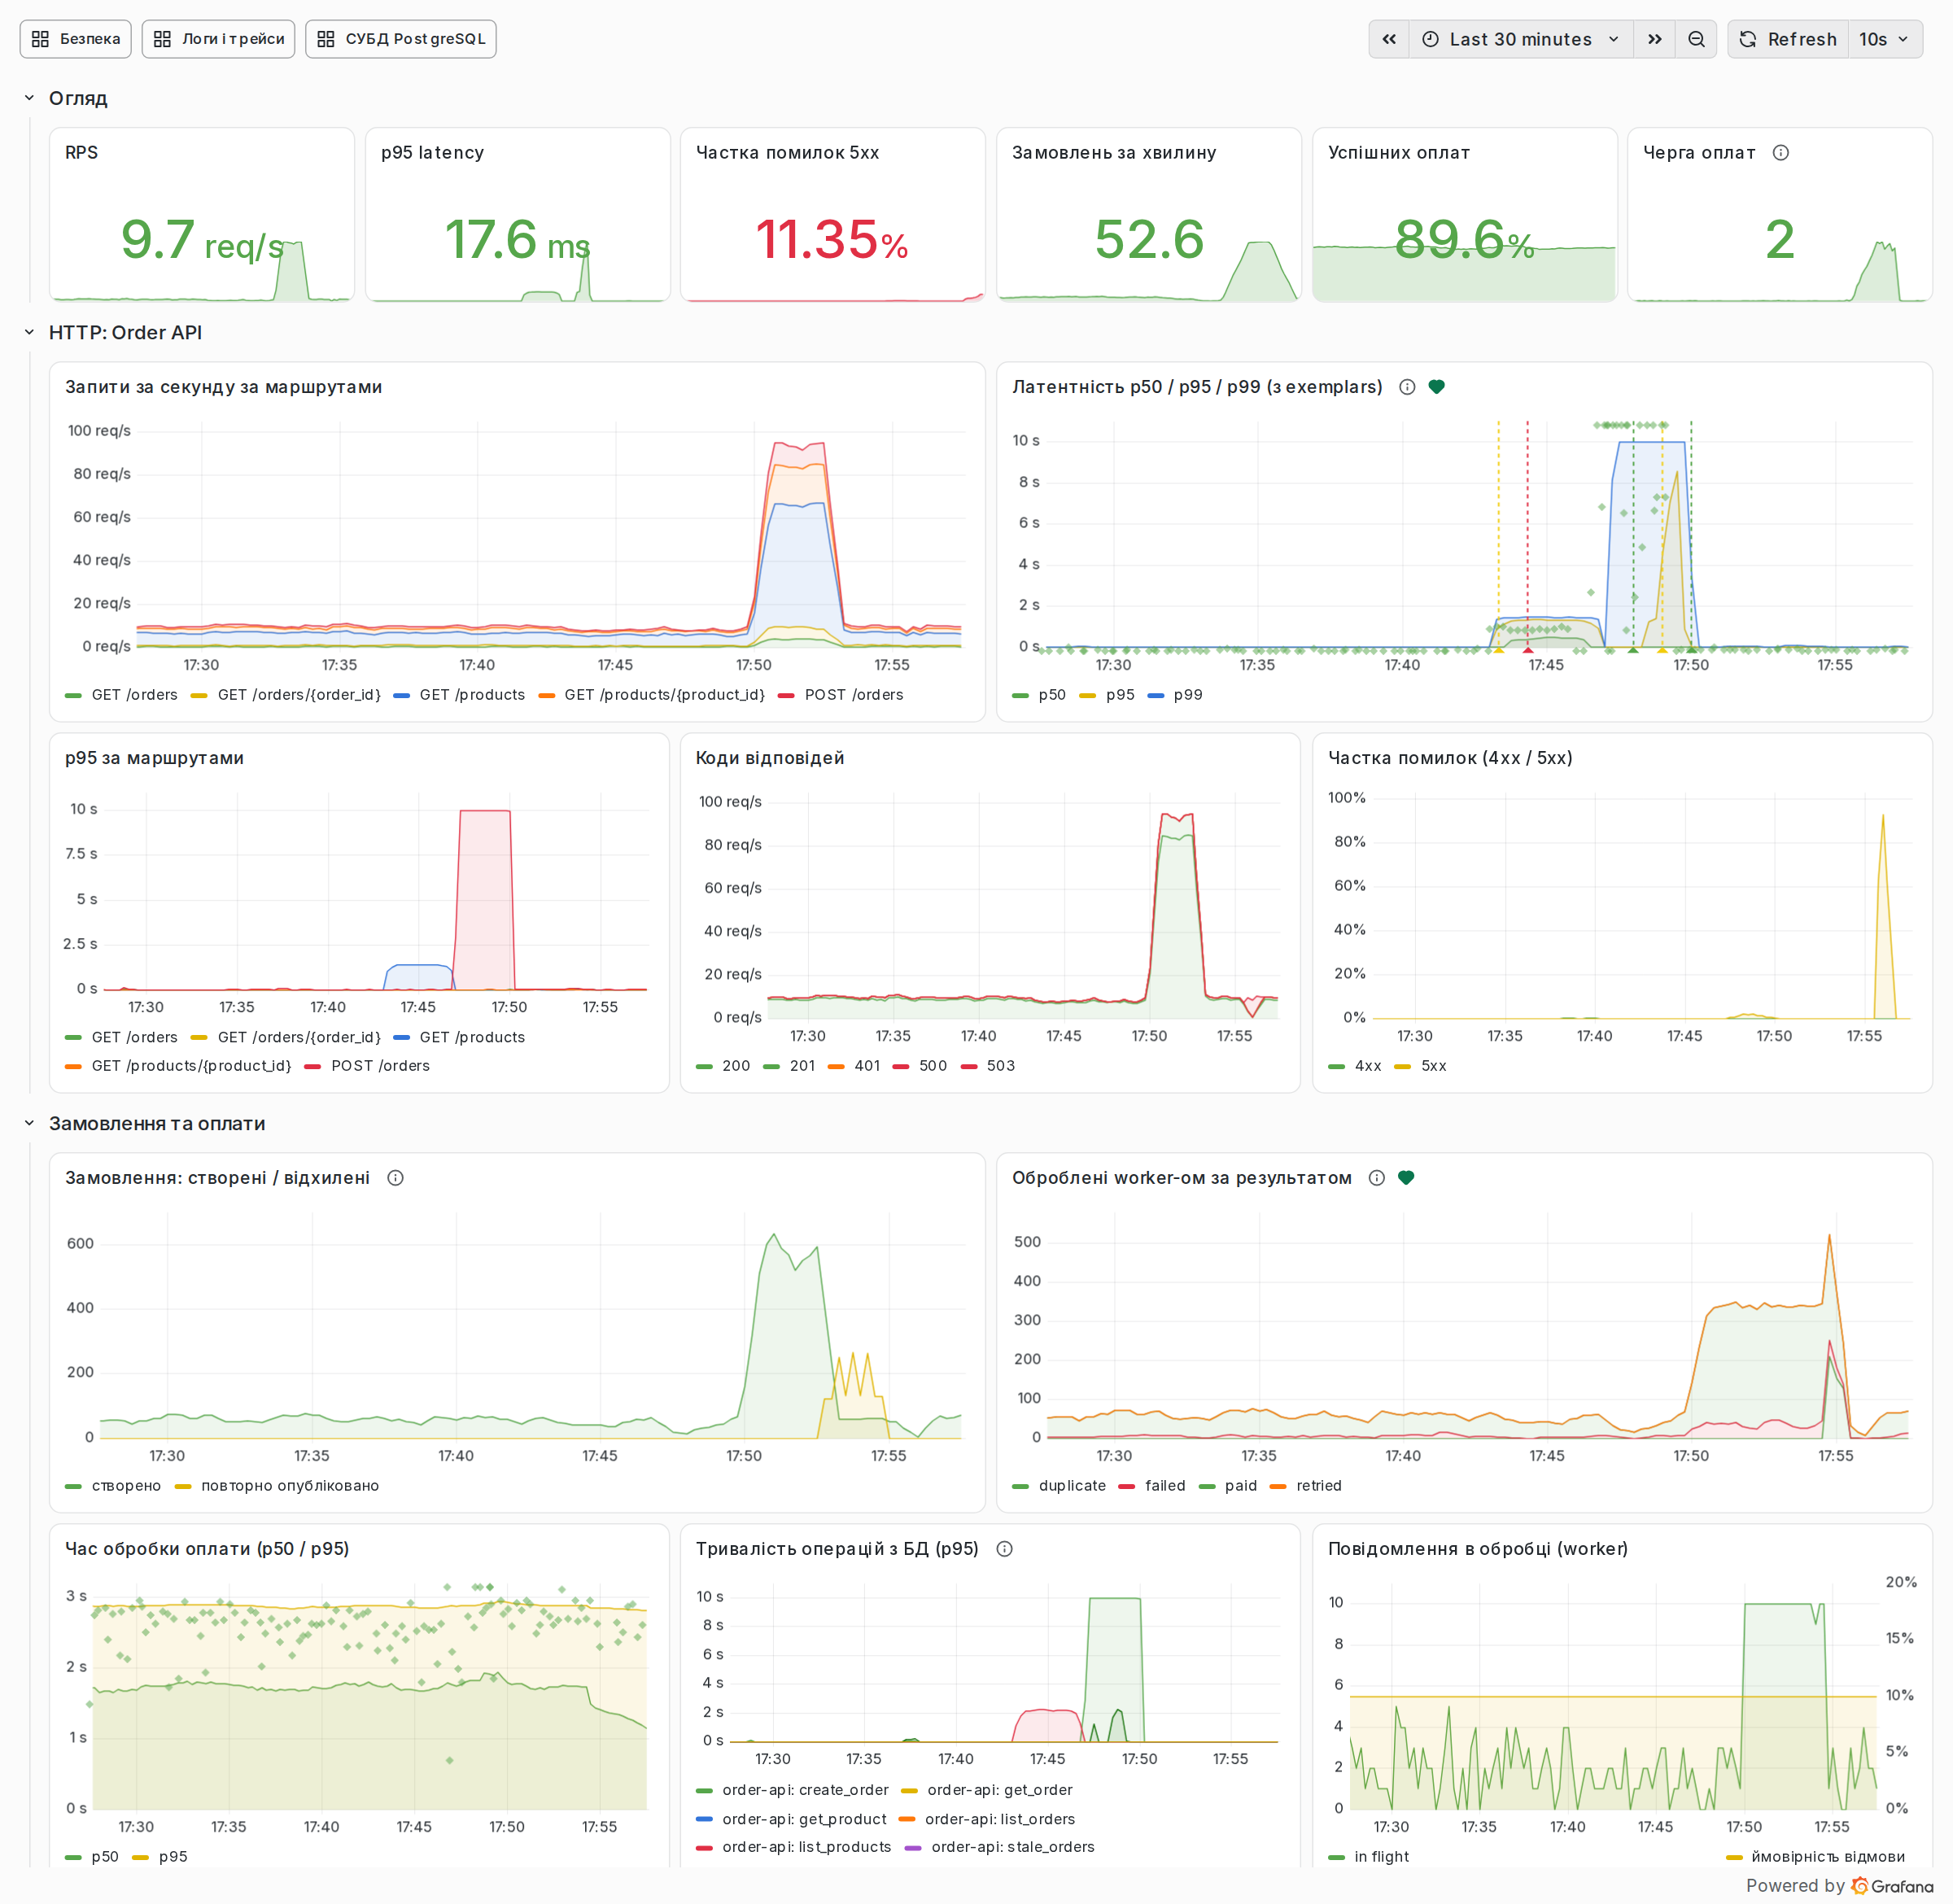 Безпека Логи і трейси СУБД PostgreSQL Last 30 minutes Refresh 10s
Огляд
RPS p95 latency Частка помилок 5xx Замовлень за хвилину Успішних оплат Черга оплат
9.7 req/s 17.6 ms 11.35% 52.6 89.6% 2
HTTP: Order API
Запити за секунду за маршрутами
100 req/s
80 req/s
60 req/s
40 req/s
20 req/s
0 req/s
17:30 17:35 17:40 17:45 17:50 17:55
GET /orders GET /orders/{order_id} GET /products GET /products/{product_id} POST /orders
Латентність p50 / p95 / p99 (з exemplars)
10 s
8 s
6 s
4 s
2 s
0 s
17:30 17:35 17:40 17:45 17:50 17:55
p50 p95 p99
p95 за маршрутами
10 s
7.5 s
5 s
2.5 s
0 s
17:30 17:35 17:40 17:45 17:50 17:55
GET /orders GET /orders/{order_id} GET /products
GET /products/{product_id} POST /orders
Коди відповідей
100 req/s
80 req/s
60 req/s
40 req/s
20 req/s
0 req/s
17:30 17:35 17:40 17:45 17:50 17:55
200 201 401 500 503
Частка помилок (4xx / 5xx)
100%
80%
60%
40%
20%
0%
17:30 17:35 17:40 17:45 17:50 17:55
4xx 5xx
Замовлення та оплати
Замовлення: створені / відхилені
600
400
200
0
17:30 17:35 17:40 17:45 17:50 17:55
створено повторно опубліковано
Оброблені worker-ом за результатом
500
400
300
200
100
0
17:30 17:35 17:40 17:45 17:50 17:55
duplicate failed paid retried
Час обробки оплати (p50 / p95)
3 s
2 s
1 s
0 s
17:30 17:35 17:40 17:45 17:50 17:55
p50 p95
Тривалість операцій з БД (p95)
10 s
8 s
6 s
4 s
2 s
0 s
17:30 17:35 17:40 17:45 17:50 17:55
order-api: create_order order-api: get_order
order-api: get_product order-api: list_orders
order-api: list_products order-api: stale_orders
Повідомлення в обробці (worker)
10
8
6
4
2
0
20%
15%
10%
5%
0%
17:30 17:35 17:40 17:45 17:50 17:55
in flight ймовірність відмови
Powered by Grafana